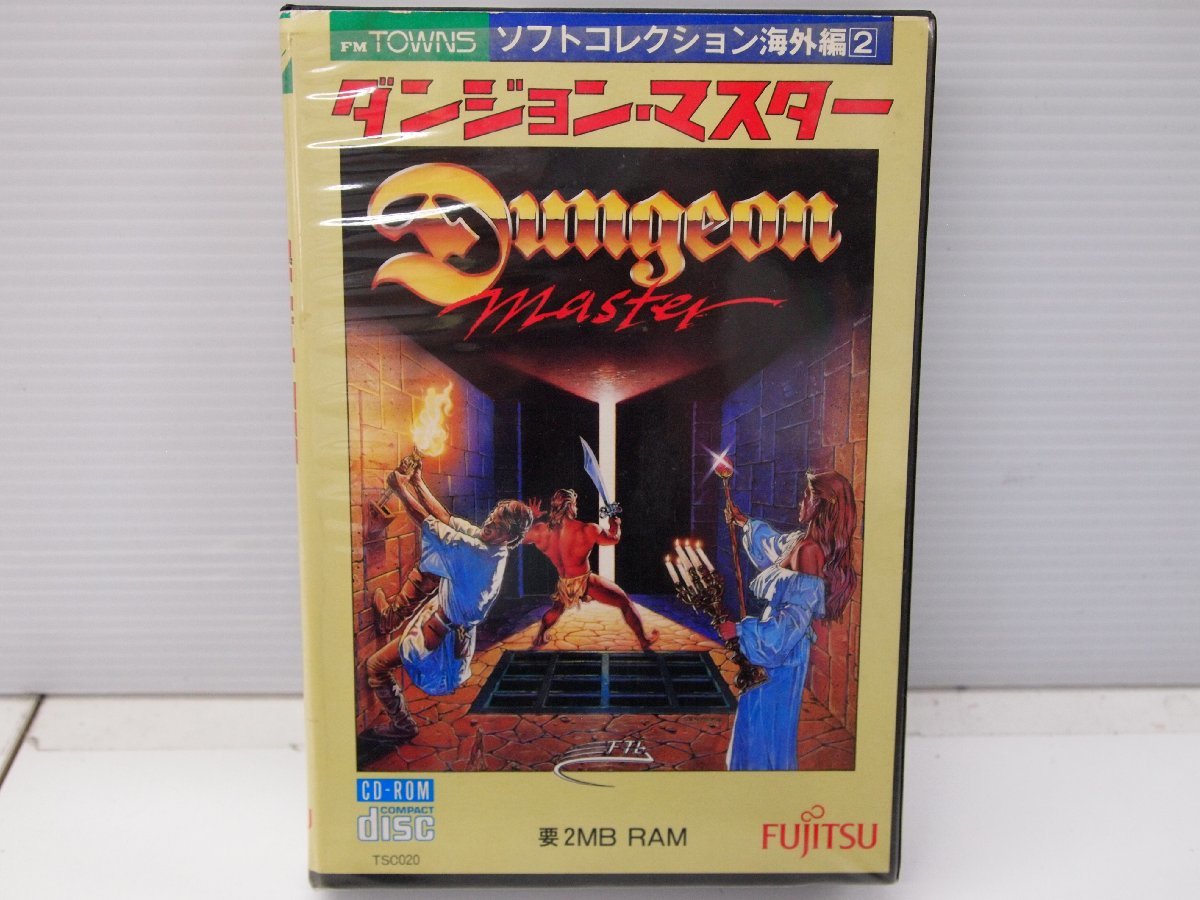 FM TOWNS ソフトコレクション海外編2
ダンジョン・マスター
Dungeon
Master
FTL
CD-ROM
COMPACT
disc
TSC020
要2MB RAM
FUJITSU